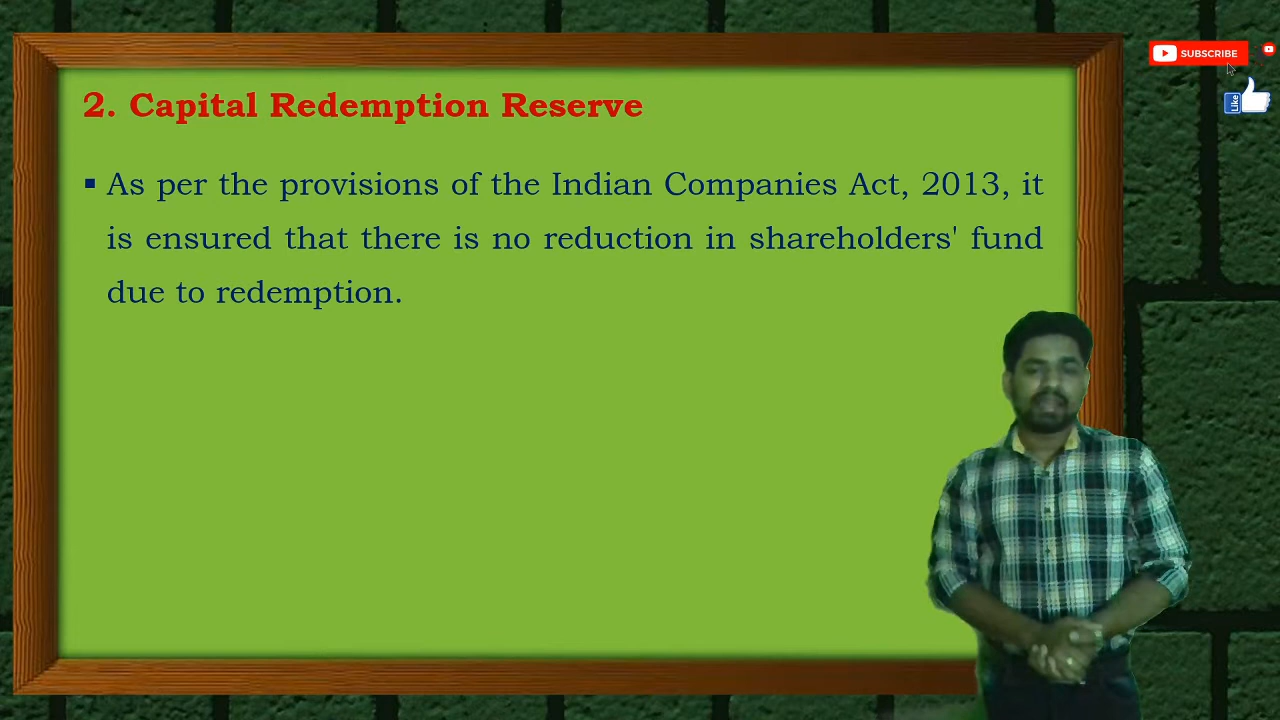 SUBSCRIBE
Like
2. Capital Redemption Reserve
▪ As per the provisions of the Indian Companies Act, 2013, it
is ensured that there is no reduction in shareholders' fund
due to redemption.